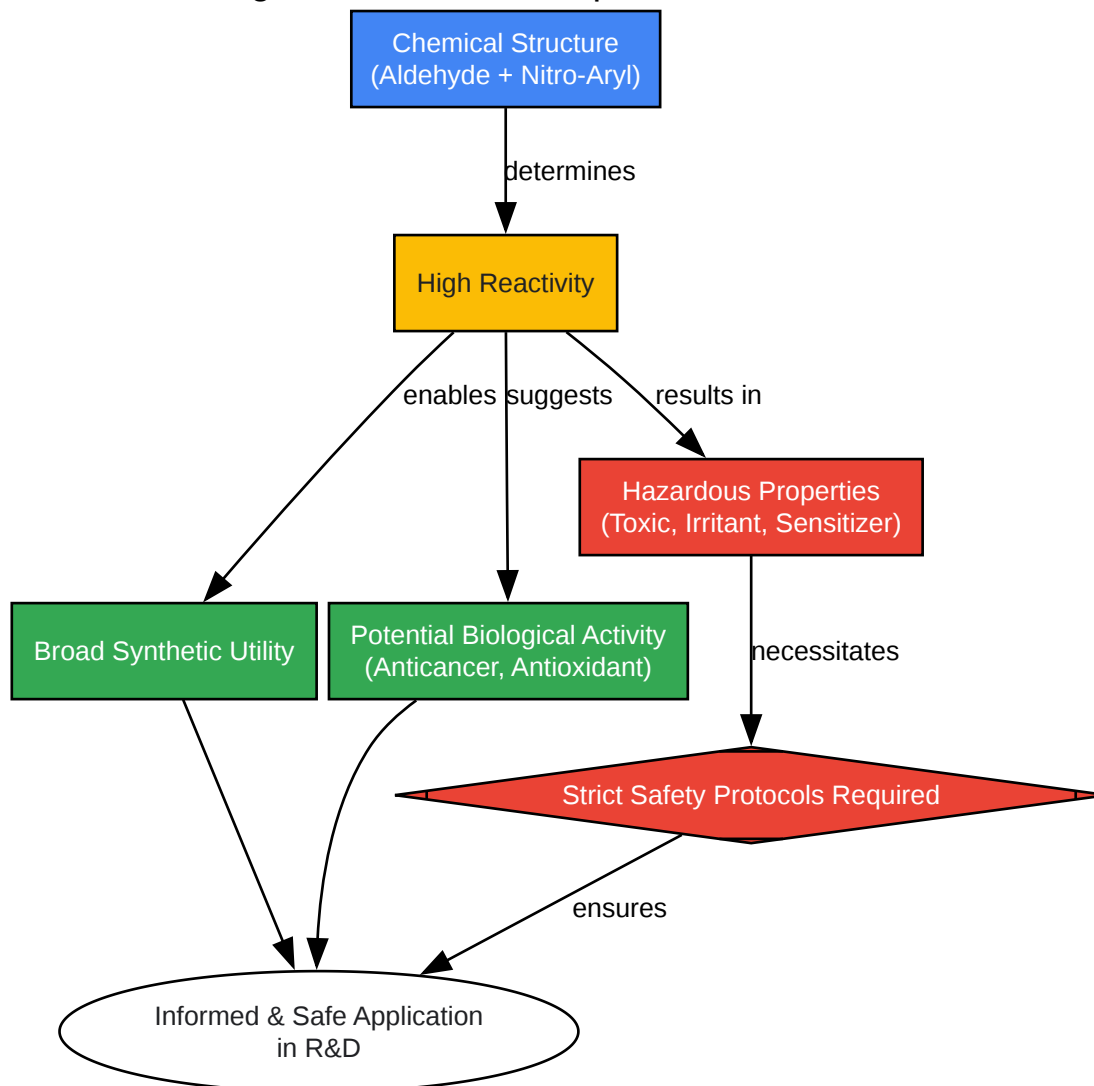 Chemical Structure
(Aldehyde + Nitro-Aryl)
determines
High Reactivity
enables
suggests
results in
Hazardous Properties
(Toxic, Irritant, Sensitizer)
Broad Synthetic Utility
Potential Biological Activity
(Anticancer, Antioxidant)
necessitates
Strict Safety Protocols Required
ensures
Informed & Safe Application
in R&D